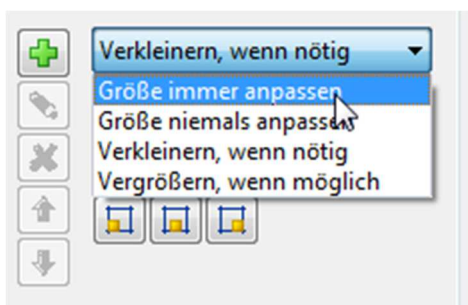 Verkleinern, wenn nötig
Größe immer anpassen
Größe niemals anpassen
Verkleinern, wenn nötig
Vergrößern, wenn möglich